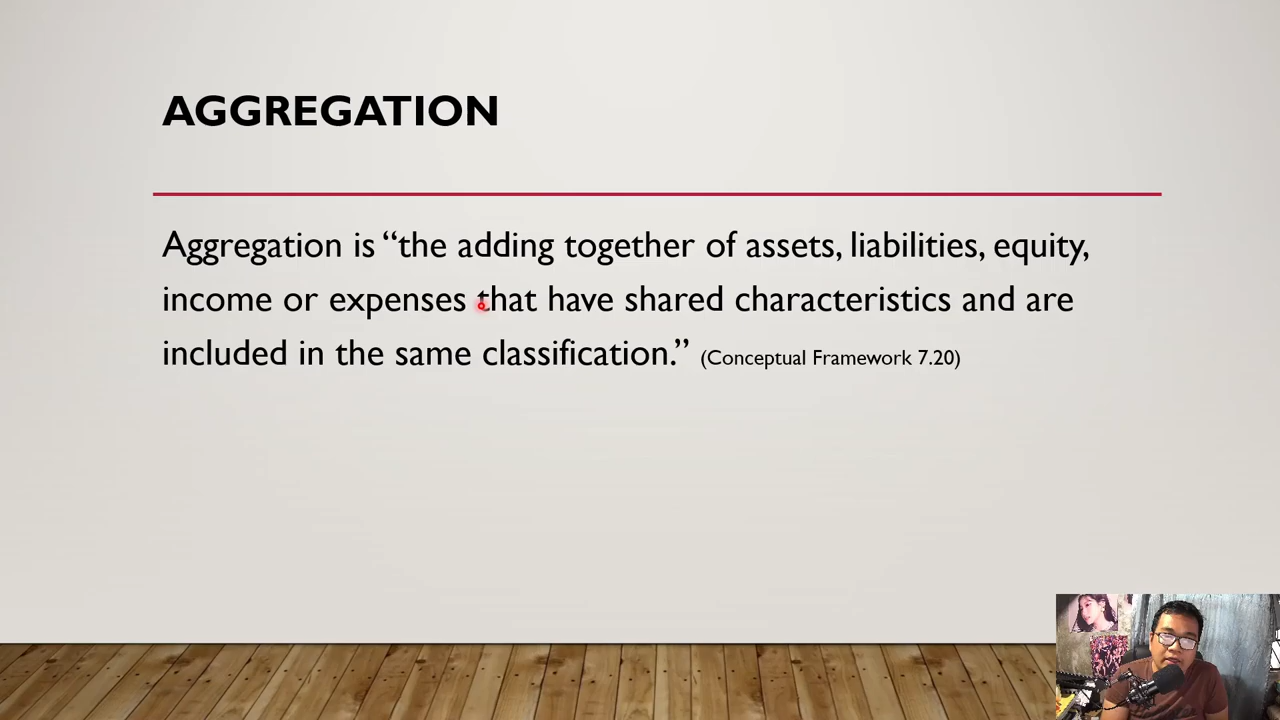 AGGREGATION
Aggregation is “the adding together of assets, liabilities, equity,
income or expenses that have shared characteristics and are
included in the same classification.” (Conceptual Framework 7.20)